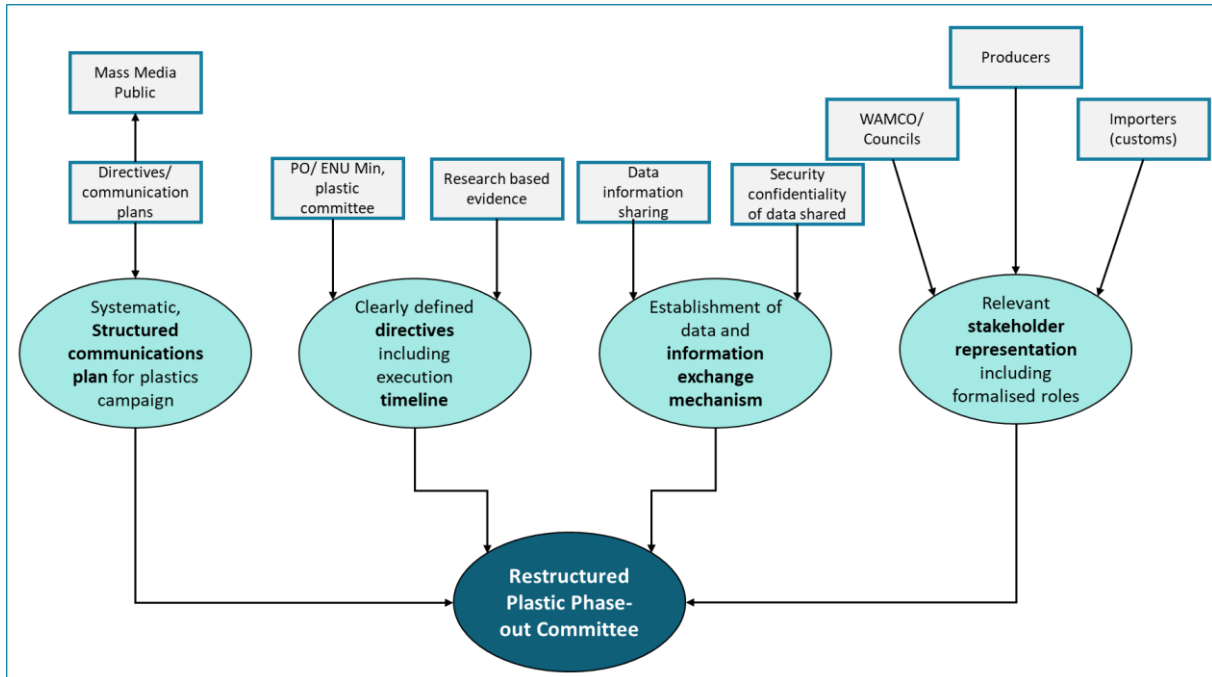 Mass Media
Public
Directives/
communication
plans
PO/ ENU Min,
plastic
committee
Research based
evidence
Data
information
sharing
Security
confidentiality
of data shared
Producers
WAMCO/
Councils
Importers
(customs)
Systematic,
Structured
communications
plan for plastics
campaign
Clearly defined
directives
including
execution
timeline
Establishment of
data and
information
exchange
mechanism
Relevant
stakeholder
representation
including
formalised roles
Restructured
Plastic Phase-
out Committee